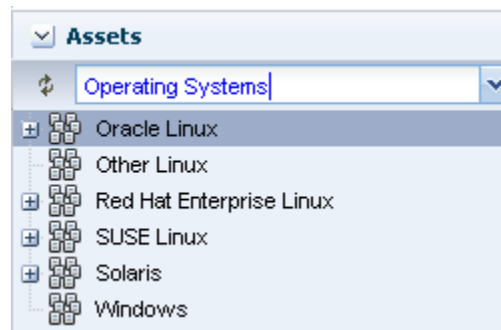 Assets
Operating Systems
Oracle Linux
Other Linux
Red Hat Enterprise Linux
SUSE Linux
Solaris
Windows